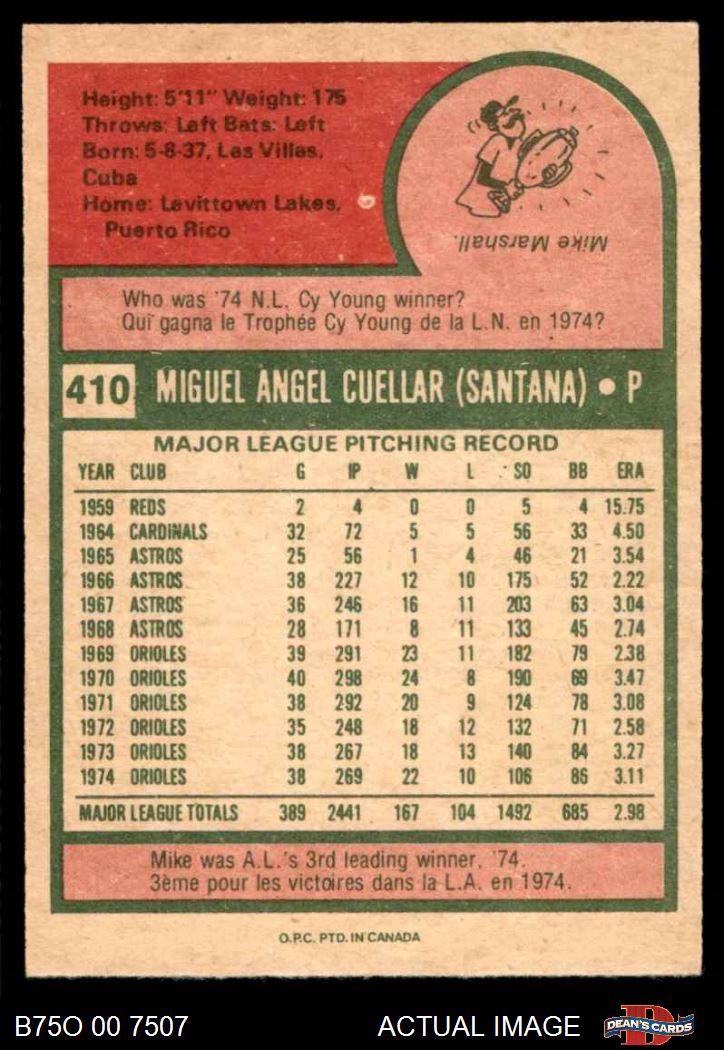 Height: 5'11" Weight: 175
Throws: Left Bats: Left
Born: 5-8-37, Las Villas,
Cuba
Home: Levittown Lakes,
Puerto Rico
Mike Marshall.
Who was '74 N.L. Cy Young winner?
Qui gagna le Trophée Cy Young de la L.N. en 1974?
410 MIGUEL ANGEL CUELLAR (SANTANA) • P
MAJOR LEAGUE PITCHING RECORD
YEAR CLUB G IP W L SO BB ERA
1959 REDS 2 4 0 0 5 4 15.75
1964 CARDINALS 32 72 5 5 56 33 4.50
1965 ASTROS 25 56 1 4 46 21 3.54
1966 ASTROS 38 227 12 10 175 52 2.22
1967 ASTROS 36 246 16 11 203 63 3.04
1968 ASTROS 28 171 8 11 133 45 2.74
1969 ORIOLES 39 291 23 11 182 79 2.38
1970 ORIOLES 40 298 24 8 190 69 3.47
1971 ORIOLES 38 292 20 9 124 78 3.08
1972 ORIOLES 35 248 18 12 132 71 2.58
1973 ORIOLES 38 267 18 13 140 84 3.27
1974 ORIOLES 38 269 22 10 106 86 3.11
MAJOR LEAGUE TOTALS 389 2441 167 104 1492 685 2.98
Mike was A.L.'s 3rd leading winner, '74.
3ème pour les victoires dans la L.A. en 1974.
O.P.C. PTD. IN CANADA
B75O 00 7507 ACTUAL IMAGE DEAN'S CARDS